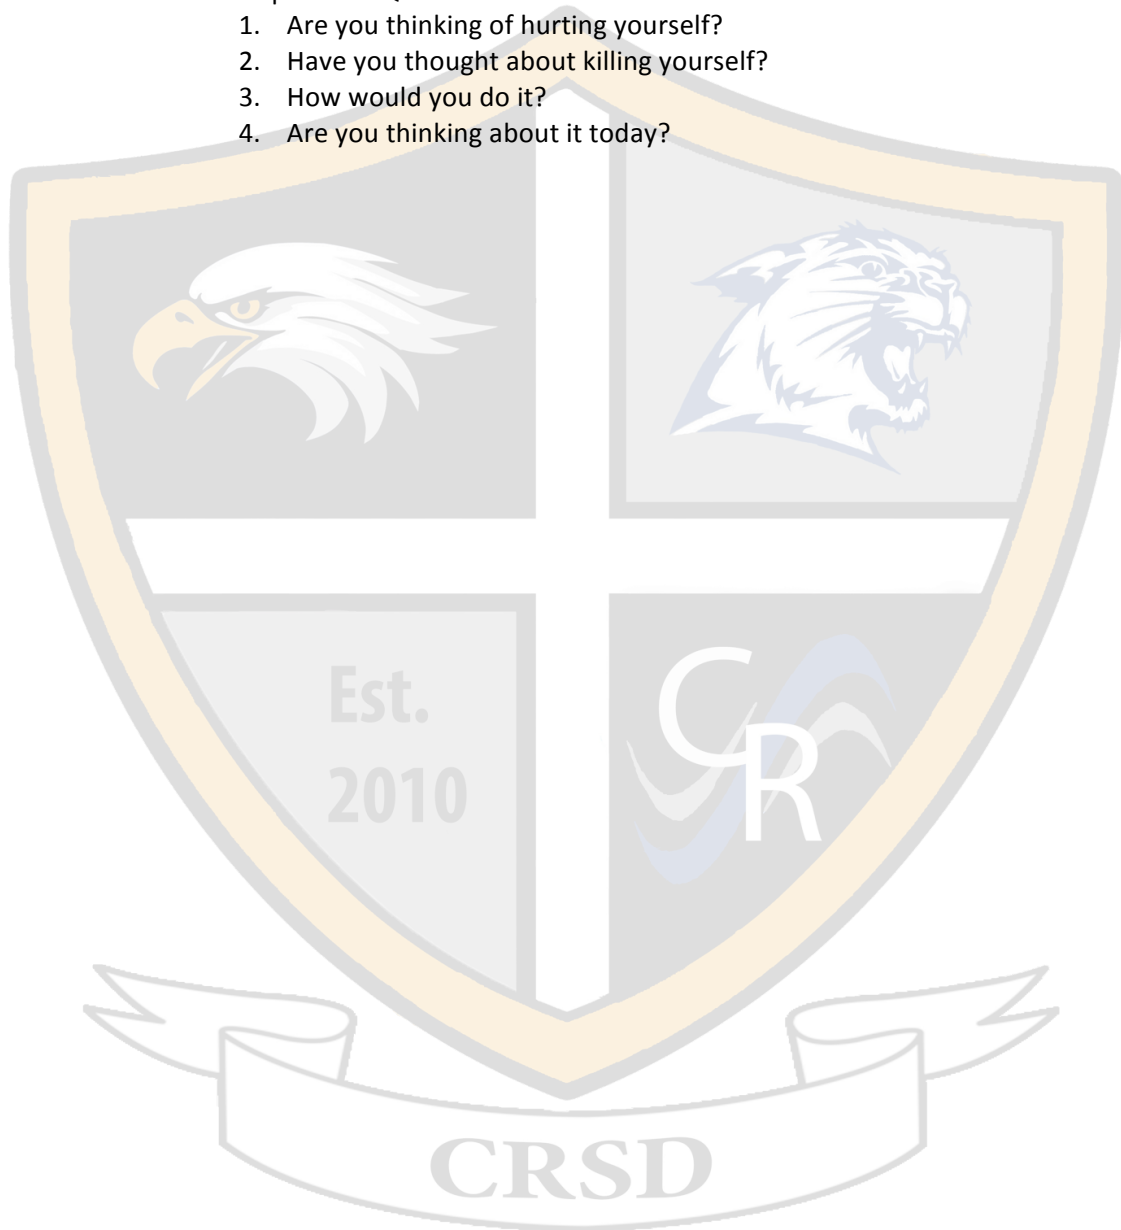 1. Are you thinking of hurting yourself?
2. Have you thought about killing yourself?
3. How would you do it?
4. Are you thinking about it today?
Est.
2010
CR
CRSD